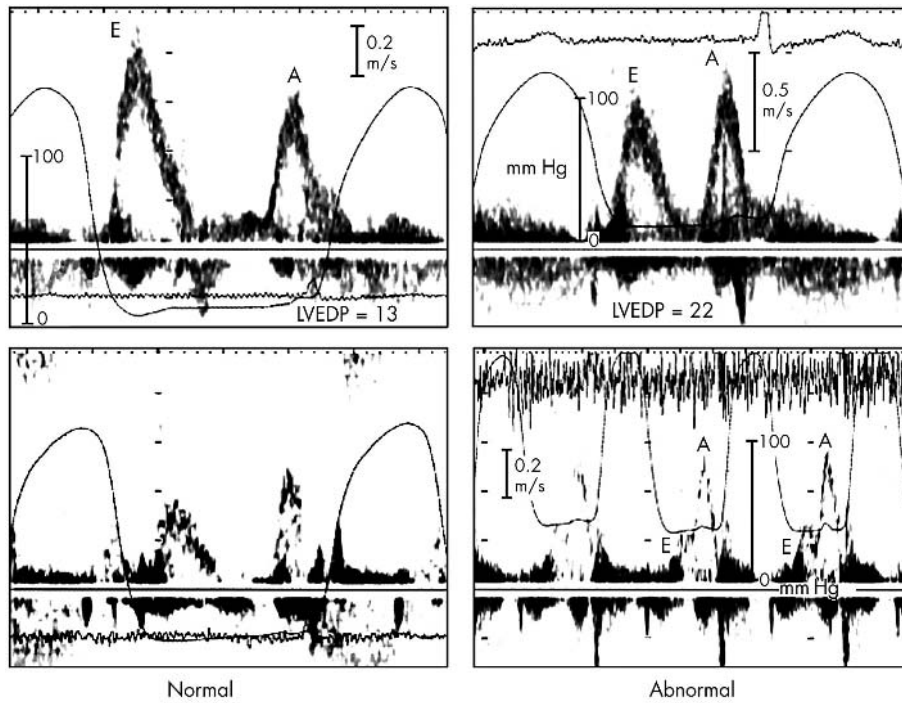 E
A
0.2
m/s
100
0
LVEDP = 13
E
A
100
0.5
m/s
mm Hg
0
LVEDP = 22
0.2
m/s
A
100
A
E
E
0
mm Hg
Normal
Abnormal